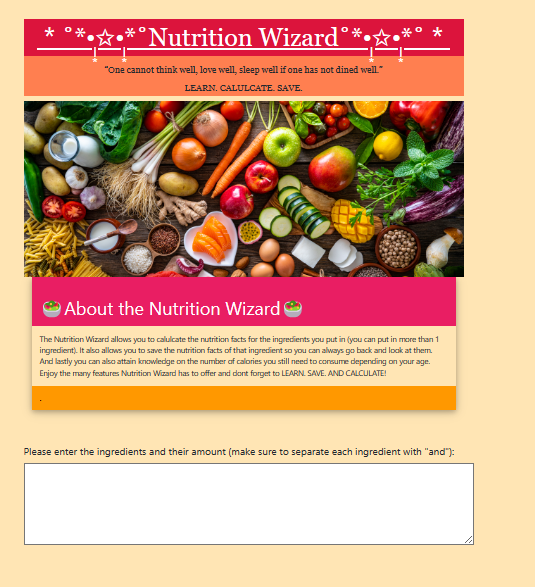 * ˚*•✩•*˚Nutrition Wizard˚*•✩•*˚ *
“One cannot think well, love well, sleep well if one has not dined well.”
LEARN. CALULCATE. SAVE.
🥗About the Nutrition Wizard🥗
The Nutrition Wizard allows you to calulcate the nutrition facts for the ingredients you put in (you can put in more than 1
ingredient). It also allows you to save the nutrition facts of that ingredient so you can always go back and look at them.
And lastly you can also attain knowledge on the number of calories you still need to consume depending on your age.
Enjoy the many features Nutrition Wizard has to offer and dont forget to LEARN. SAVE. AND CALCULATE!
.
Please enter the ingredients and their amount (make sure to separate each ingredient with "and"):